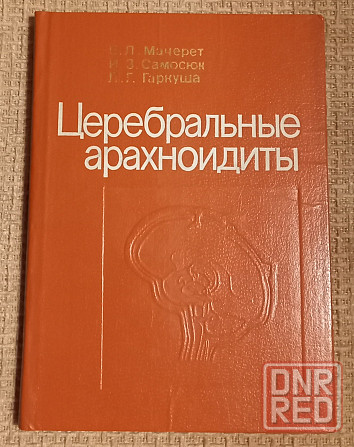 Е. Л. Мачерет
И. З. Самосюк
Л. Г. Гаркуша
Церебральные
арахноидиты
DNR
RED